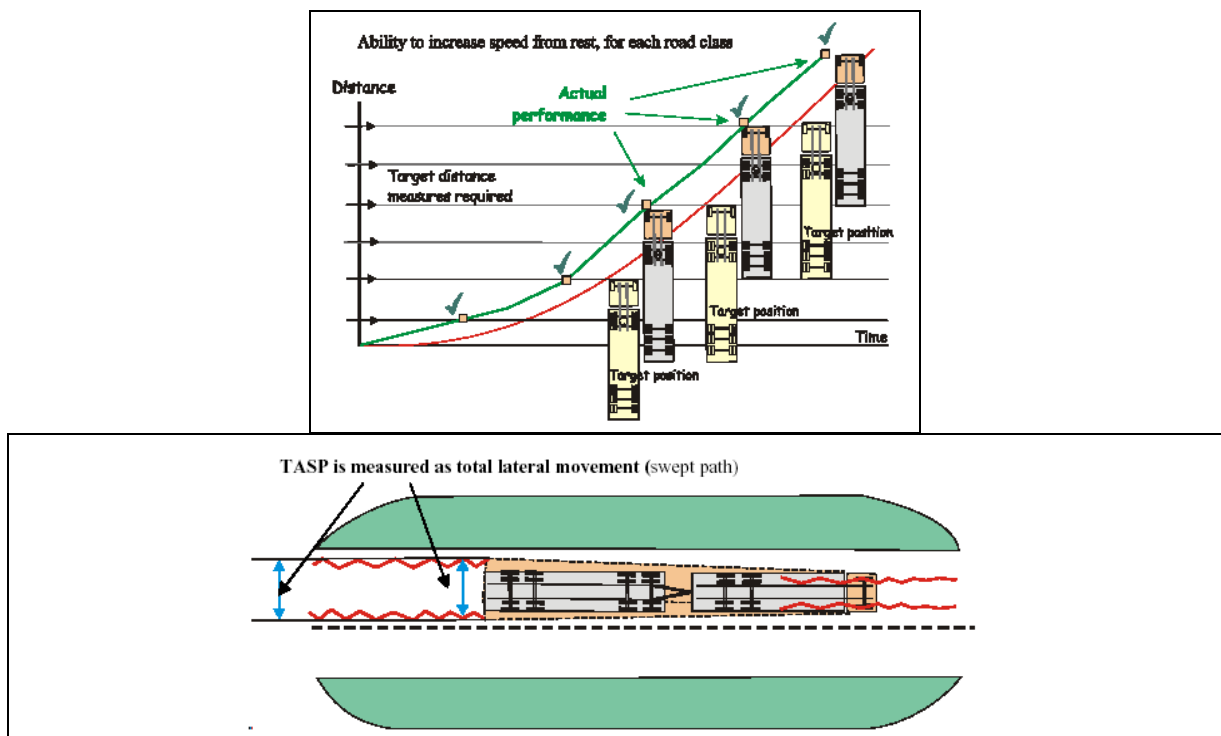 Ability to increase speed from rest, for each road class
Distance
Actual
performance
Target distance
measures required
Target position
Target position
Time
Target position
TASP is measured as total lateral movement (swept path)